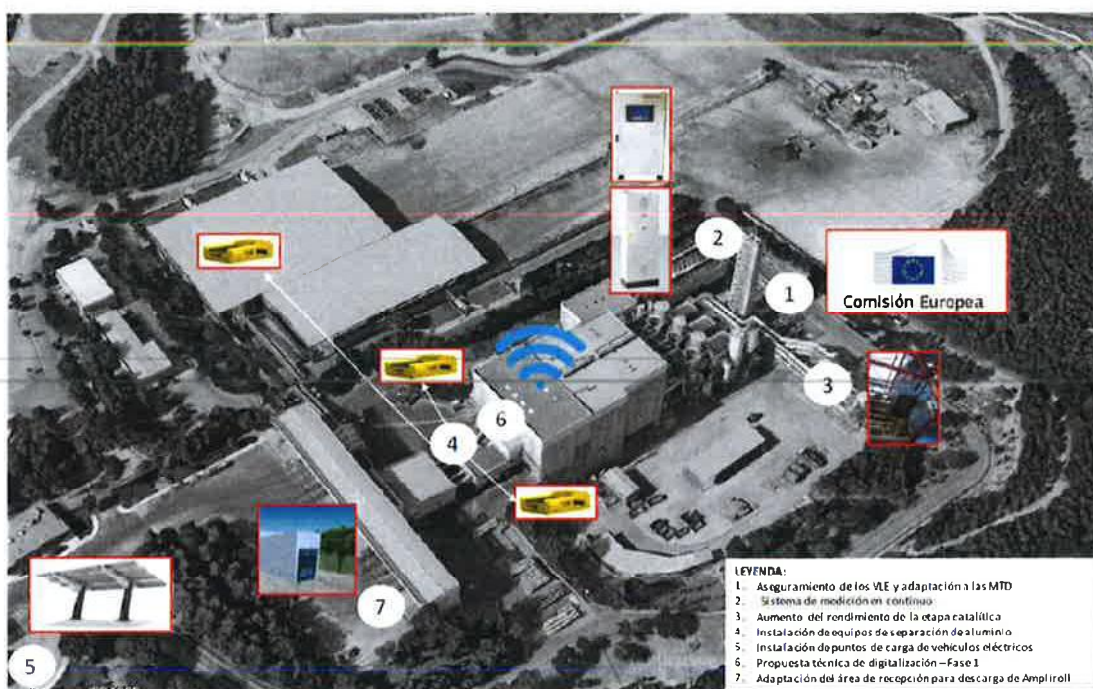 2
1
Comisión Europea
3
6
4
7
5
LEYENDA:
1. Aseguramiento de los VLE y adaptación a las MTD
2. Sistema de medición en continuo
3. Aumento del rendimiento de la etapa catalítica
4. Instalación de equipos de separación de aluminio
5. Instalación de puntos de carga de vehículos eléctricos
6. Propuesta técnica de digitalización – Fase 1
7. Adaptación del área de recepción para descarga de Ampliroll